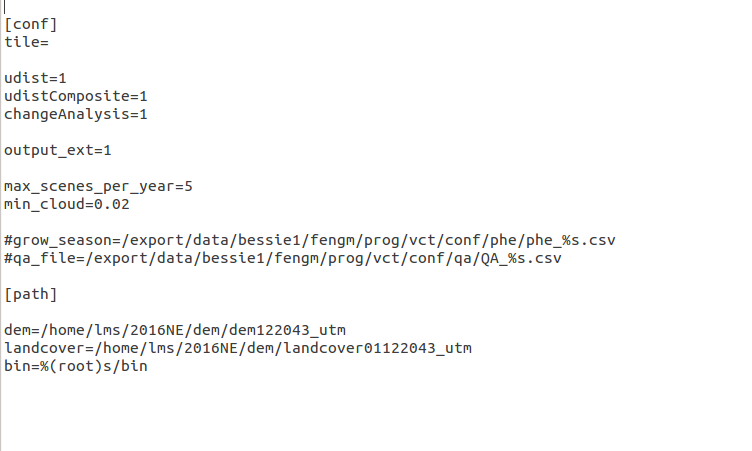 [conf]
tile=
udist=1
udistComposite=1
changeAnalysis=1
output_ext=1
max_scenes_per_year=5
min_cloud=0.02
#grow_season=/export/data/bessie1/fengm/prog/vct/conf/phe/phe_%s.csv
#qa_file=/export/data/bessie1/fengm/prog/vct/conf/qa/QA_%s.csv
[path]
dem=/home/lms/2016NE/dem/dem122043_utm
landcover=/home/lms/2016NE/dem/landcover01122043_utm
bin=%(root)s/bin